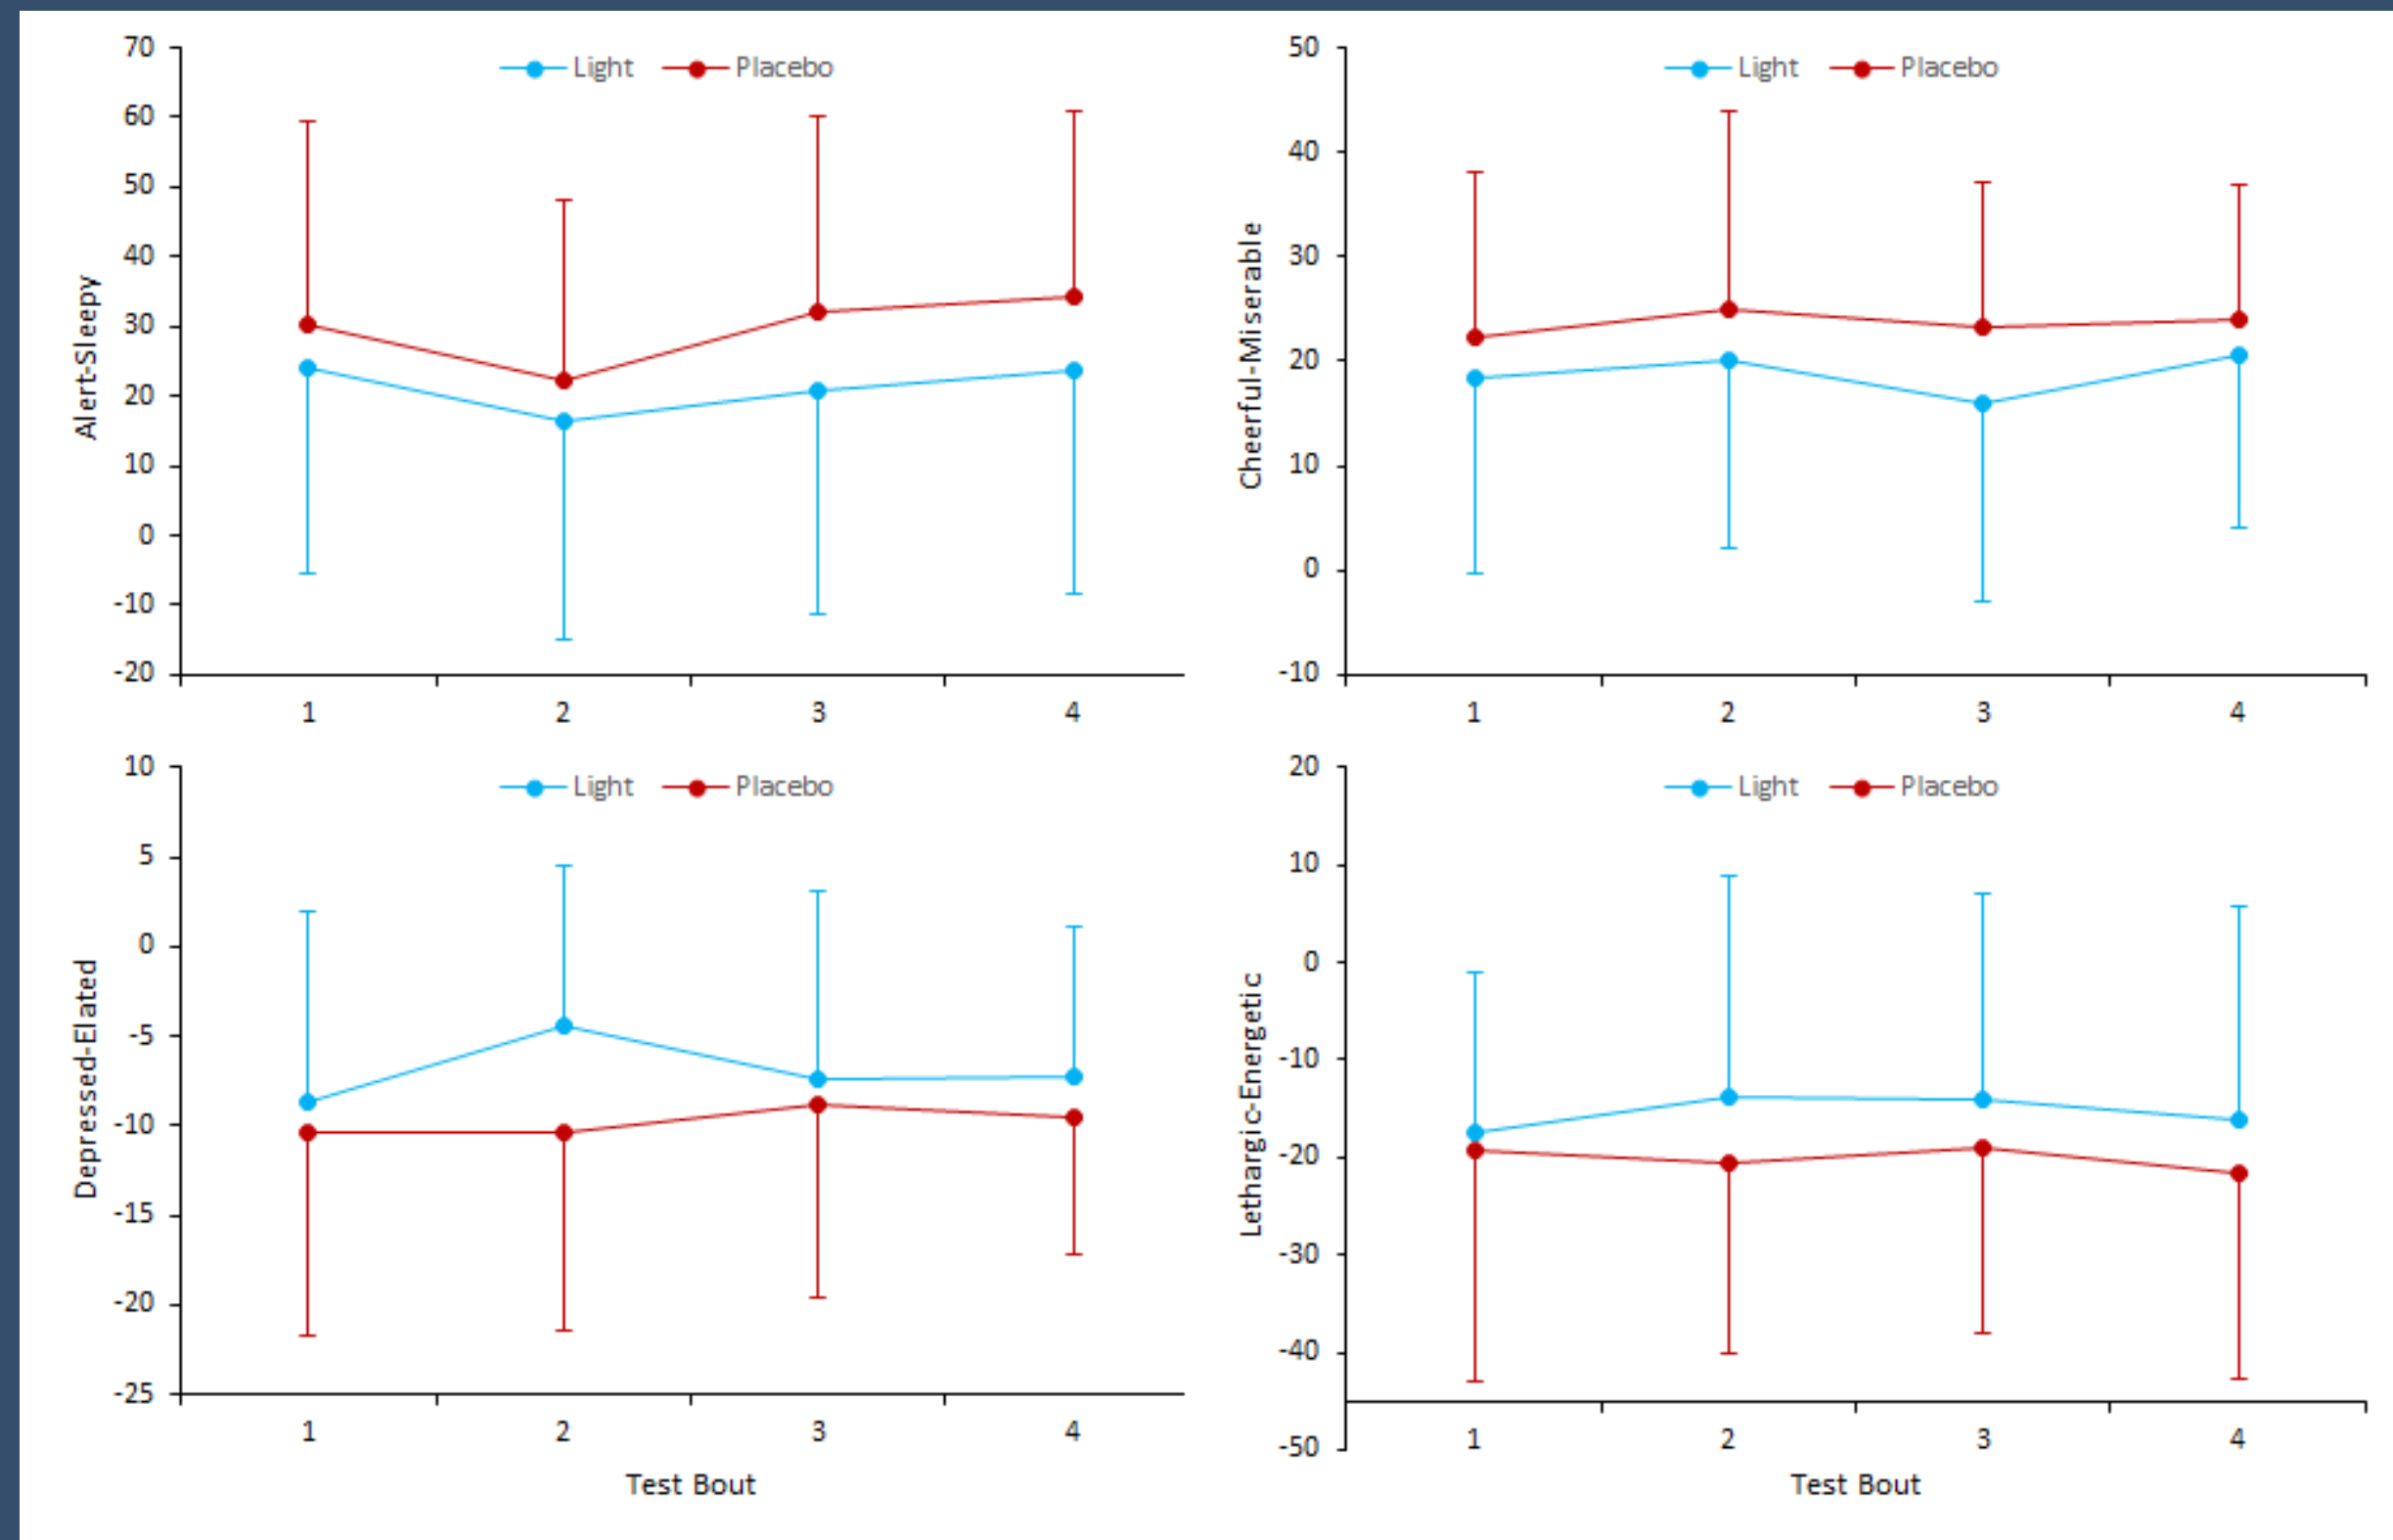 Alert-Sleepy
70
60
50
40
30
20
10
0
-10
-20
Light Placebo
1 2 3 4
Cheerful-Miserable
50
40
30
20
10
0
-10
Light Placebo
1 2 3 4
Depressed-Elated
10
5
0
-5
-10
-15
-20
-25
Light Placebo
1 2 3 4
Test Bout
Lethargic-Energetic
20
10
0
-10
-20
-30
-40
-50
Light Placebo
1 2 3 4
Test Bout